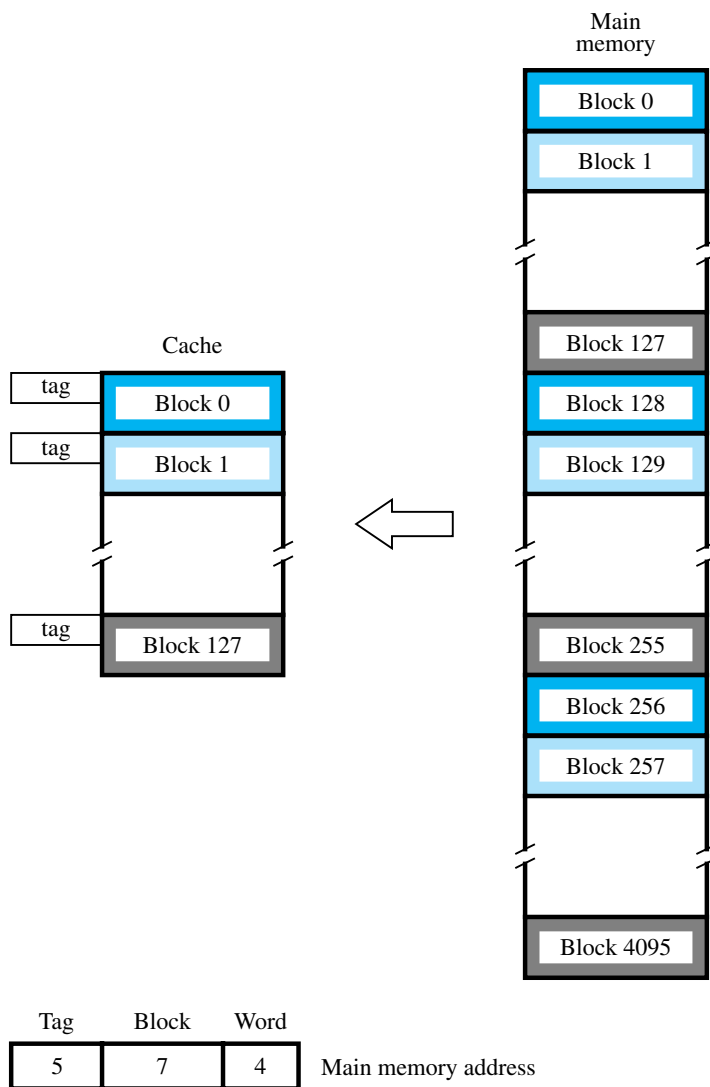 Main
memory
Block 0
Block 1
Block 127
Block 128
Block 129
Block 255
Block 256
Block 257
Block 4095
Cache
tag
Block 0
tag
Block 1
tag
Block 127
Tag Block Word
5 7 4 Main memory address